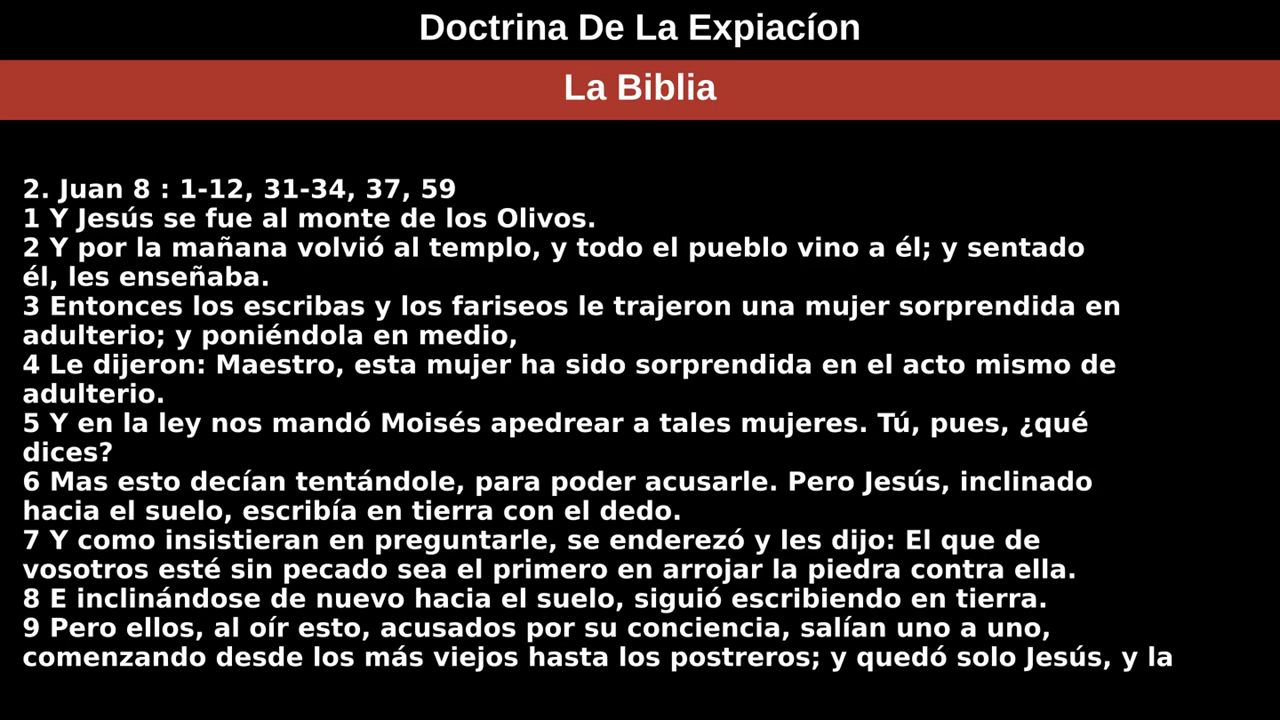 Doctrina De La Expiacíon
La Biblia
2. Juan 8 : 1-12, 31-34, 37, 59
1 Y Jesús se fue al monte de los Olivos.
2 Y por la mañana volvió al templo, y todo el pueblo vino a él; y sentado
él, les enseñaba.
3 Entonces los escribas y los fariseos le trajeron una mujer sorprendida en
adulterio; y poniéndola en medio,
4 Le dijeron: Maestro, esta mujer ha sido sorprendida en el acto mismo de
adulterio.
5 Y en la ley nos mandó Moisés apedrear a tales mujeres. Tú, pues, ¿qué
dices?
6 Mas esto decían tentándole, para poder acusarle. Pero Jesús, inclinado
hacia el suelo, escribía en tierra con el dedo.
7 Y como insistieran en preguntarle, se enderezó y les dijo: El que de
vosotros esté sin pecado sea el primero en arrojar la piedra contra ella.
8 E inclinándose de nuevo hacia el suelo, siguió escribiendo en tierra.
9 Pero ellos, al oír esto, acusados por su conciencia, salían uno a uno,
comenzando desde los más viejos hasta los postreros; y quedó solo Jesús, y la